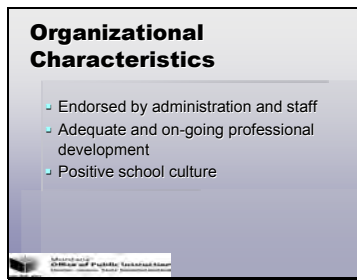 Organizational
Characteristics
Endorsed by administration and staff
Adequate and on-going professional
development
Positive school culture
Office of Public Instruction